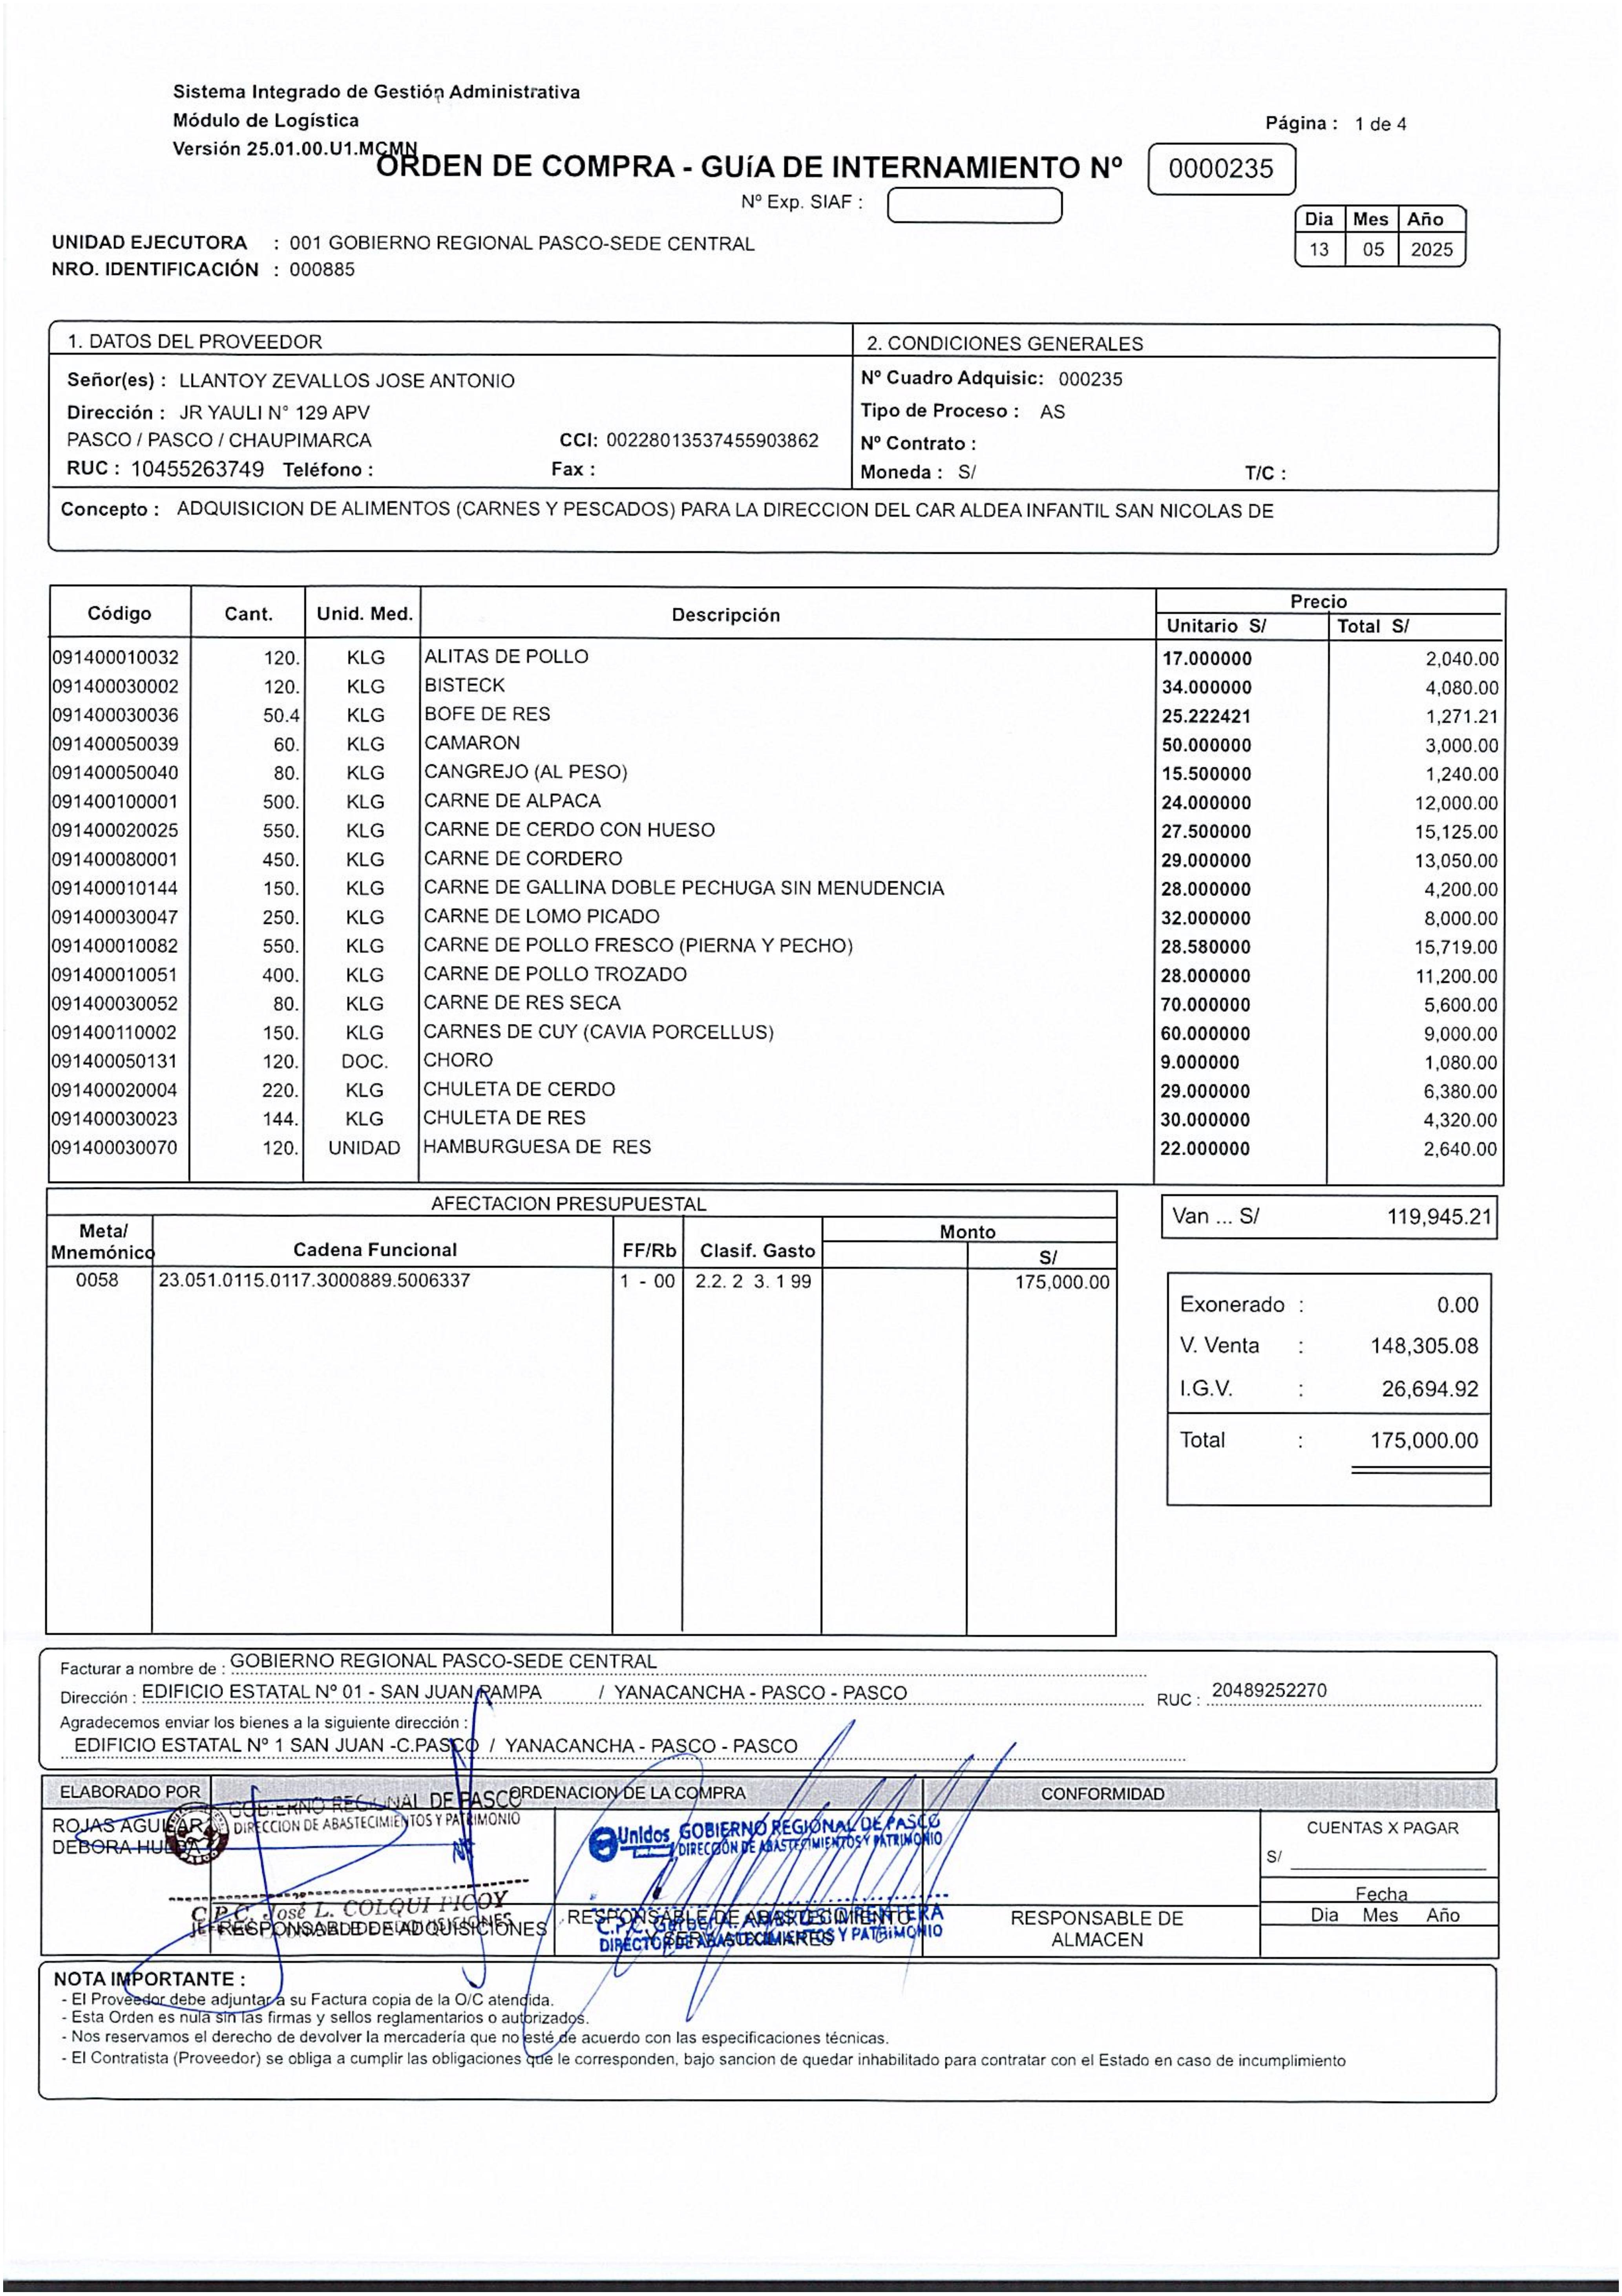 Sistema Integrado de Gestión Administrativa
Módulo de Logística
Versión 25.01.00.U1.MCMN
Página : 1 de 4
ORDEN DE COMPRA - GUíA DE INTERNAMIENTO Nº 0000235
Nº Exp. SIAF :
Dia Mes Año
13 05 2025
UNIDAD EJECUTORA : 001 GOBIERNO REGIONAL PASCO-SEDE CENTRAL
NRO. IDENTIFICACIÓN : 000885
1. DATOS DEL PROVEEDOR
Señor(es) : LLANTOY ZEVALLOS JOSE ANTONIO
Dirección : JR YAULI N° 129 APV
PASCO / PASCO / CHAUPIMARCA CCI: 00228013537455903862
RUC : 10455263749 Teléfono : Fax :
2. CONDICIONES GENERALES
Nº Cuadro Adquisic: 000235
Tipo de Proceso : AS
Nº Contrato :
Moneda : S/ T/C :
Concepto : ADQUISICION DE ALIMENTOS (CARNES Y PESCADOS) PARA LA DIRECCION DEL CAR ALDEA INFANTIL SAN NICOLAS DE
Código Cant. Unid. Med. Descripción Precio
Unitario S/ Total S/
091400010032 120. KLG ALITAS DE POLLO 17.000000 2,040.00
091400030002 120. KLG BISTECK 34.000000 4,080.00
091400030036 50.4 KLG BOFE DE RES 25.222421 1,271.21
091400050039 60. KLG CAMARON 50.000000 3,000.00
091400050040 80. KLG CANGREJO (AL PESO) 15.500000 1,240.00
091400100001 500. KLG CARNE DE ALPACA 24.000000 12,000.00
091400020025 550. KLG CARNE DE CERDO CON HUESO 27.500000 15,125.00
091400080001 450. KLG CARNE DE CORDERO 29.000000 13,050.00
091400010144 150. KLG CARNE DE GALLINA DOBLE PECHUGA SIN MENUDENCIA 28.000000 4,200.00
091400030047 250. KLG CARNE DE LOMO PICADO 32.000000 8,000.00
091400010082 550. KLG CARNE DE POLLO FRESCO (PIERNA Y PECHO) 28.580000 15,719.00
091400010051 400. KLG CARNE DE POLLO TROZADO 28.000000 11,200.00
091400030052 80. KLG CARNE DE RES SECA 70.000000 5,600.00
091400110002 150. KLG CARNES DE CUY (CAVIA PORCELLUS) 60.000000 9,000.00
091400050131 120. DOC. CHORO 9.000000 1,080.00
091400020004 220. KLG CHULETA DE CERDO 29.000000 6,380.00
091400030023 144. KLG CHULETA DE RES 30.000000 4,320.00
091400030070 120. UNIDAD HAMBURGUESA DE RES 22.000000 2,640.00
AFECTACION PRESUPUESTAL
Meta/ Mnemónico Cadena Funcional FF/Rb Clasif. Gasto Monto
S/
0058 23.051.0115.0117.3000889.5006337 1 - 00 2.2. 2 3. 1 99 175,000.00
Van ... S/ 119,945.21
Exonerado : 0.00
V. Venta : 148,305.08
I.G.V. : 26,694.92
Total : 175,000.00
Facturar a nombre de : GOBIERNO REGIONAL PASCO-SEDE CENTRAL
Dirección : EDIFICIO ESTATAL Nº 01 - SAN JUAN PAMPA / YANACANCHA - PASCO - PASCO RUC : 20489252270
Agradecemos enviar los bienes a la siguiente dirección :
EDIFICIO ESTATAL Nº 1 SAN JUAN -C.PASCO / YANACANCHA - PASCO - PASCO
ELABORADO POR ORDENACION DE LA COMPRA CONFORMIDAD
ROJAS AGUILAR
DEBORA HULDA
GOBIERNO REGIONAL DE PASCO
DIRECCION DE ABASTECIMIENTOS Y PATRIMONIO
C.P.C. José L. COLQUI PICOY
RESPONSABLE DE ADQUISICIONES
Unidos GOBIERNO REGIONAL DE PASCO
DIRECCIÓN DE ABASTECIMIENTOS Y PATRIMONIO
RESPONSABLE DE ABASTECIMIENTO
Y SERV. AUXILIARES
DIRECTOR DE ABASTECIMIENTOS Y PATRIMONIO
RESPONSABLE DE
ALMACEN
CUENTAS X PAGAR
S/
Fecha
Dia Mes Año
NOTA IMPORTANTE :
- El Proveedor debe adjuntar a su Factura copia de la O/C atendida.
- Esta Orden es nula sin las firmas y sellos reglamentarios o autorizados.
- Nos reservamos el derecho de devolver la mercadería que no esté de acuerdo con las especificaciones técnicas.
- El Contratista (Proveedor) se obliga a cumplir las obligaciones que le corresponden, bajo sancion de quedar inhabilitado para contratar con el Estado en caso de incumplimiento